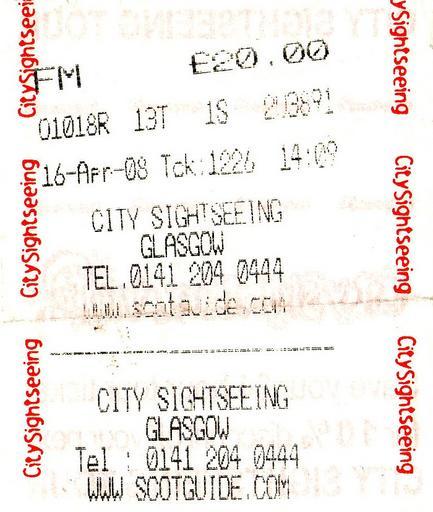 FM £20.00
01018R 13T 1S
16-Apr-08 Tck:1226 14:09
CITY SIGHTSEEING
GLASGOW
TEL.0141 204 0444
www.scotguide.com
CITY SIGHTSEEING
GLASGOW
Tel : 0141 204 0444
WWW SCOTGUIDE.COM
CitySightseeing
CitySightseeing
CitySightseeing
CitySightseeing
CitySightseeing
CitySightseeing